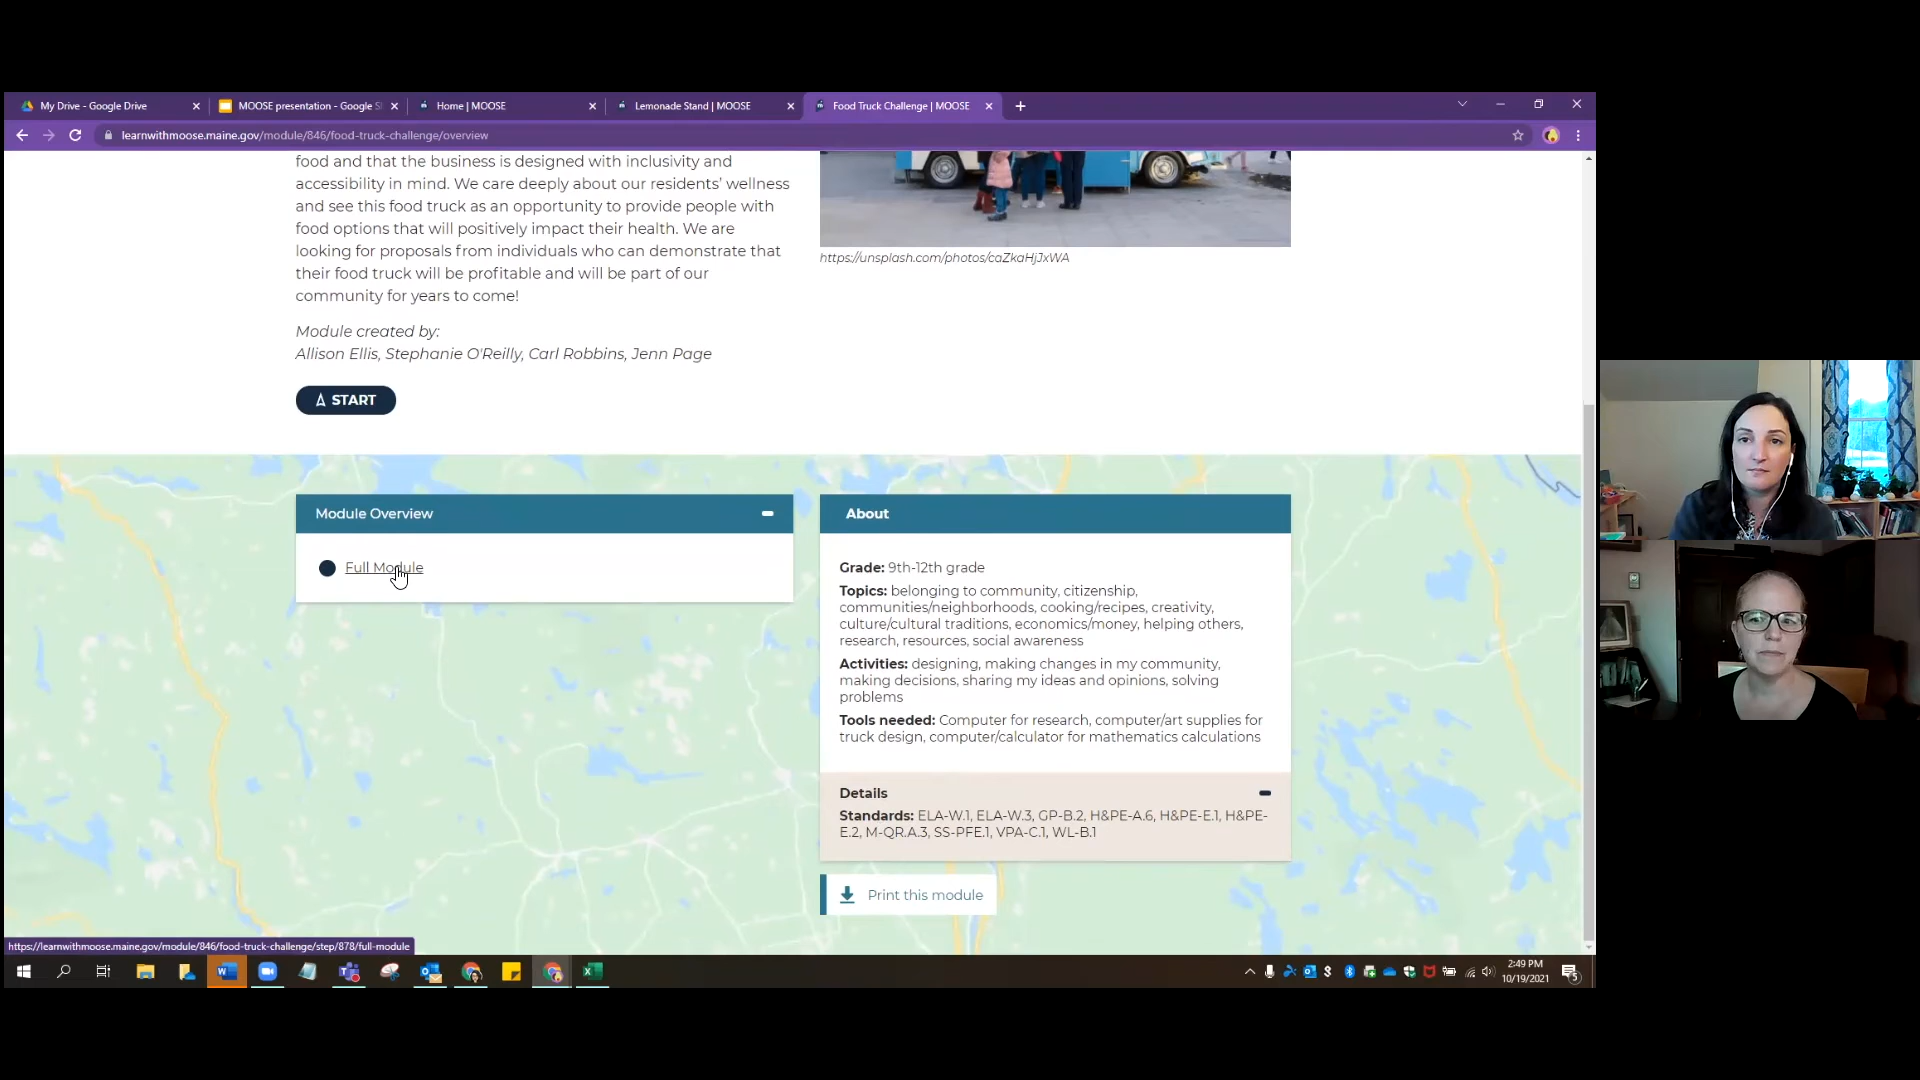 My Drive - Google Drive
MOOSE presentation - Google S
Home | MOOSE
Lemonade Stand | MOOSE
Food Truck Challenge | MOOSE
learnwithmoose.maine.gov/module/846/food-truck-challenge/overview
food and that the business is designed with inclusivity and
accessibility in mind. We care deeply about our residents' wellness
and see this food truck as an opportunity to provide people with
food options that will positively impact their health. We are
looking for proposals from individuals who can demonstrate that
their food truck will be profitable and will be part of our
community for years to come!
https://unsplash.com/photos/caZkaHjJxWA
Module created by:
Allison Ellis, Stephanie O'Reilly, Carl Robbins, Jenn Page
START
Module Overview
Full Module
About
Grade: 9th-12th grade
Topics: belonging to community, citizenship,
communities/neighborhoods, cooking/recipes, creativity,
culture/cultural traditions, economics/money, helping others,
research, resources, social awareness
Activities: designing, making changes in my community,
making decisions, sharing my ideas and opinions, solving
problems
Tools needed: Computer for research, computer/art supplies for
truck design, computer/calculator for mathematics calculations
Details
Standards: ELA-W.1, ELA-W.3, GP-B.2, H&PE-A.6, H&PE-E.1, H&PE-
E.2, M-QR.A.3, SS-PFE.1, VPA-C.1, WL-B.1
Print this module
https://learnwithmoose.maine.gov/module/846/food-truck-challenge/step/878/full-module
2:49 PM
10/19/2021
5